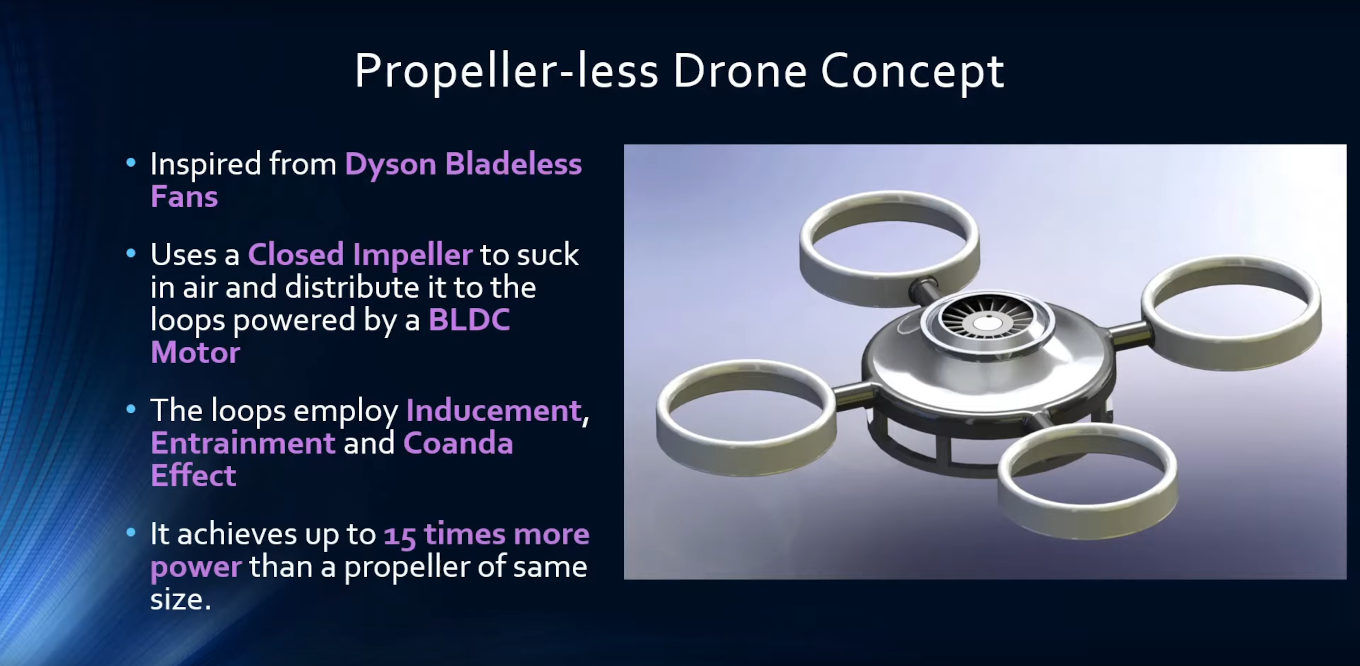 Propeller-less Drone Concept
• Inspired from Dyson Bladeless
Fans
• Uses a Closed Impeller to suck
in air and distribute it to the
loops powered by a BLDC
Motor
• The loops employ Inducement,
Entrainment and Coanda
Effect
• It achieves up to 15 times more
power than a propeller of same
size.